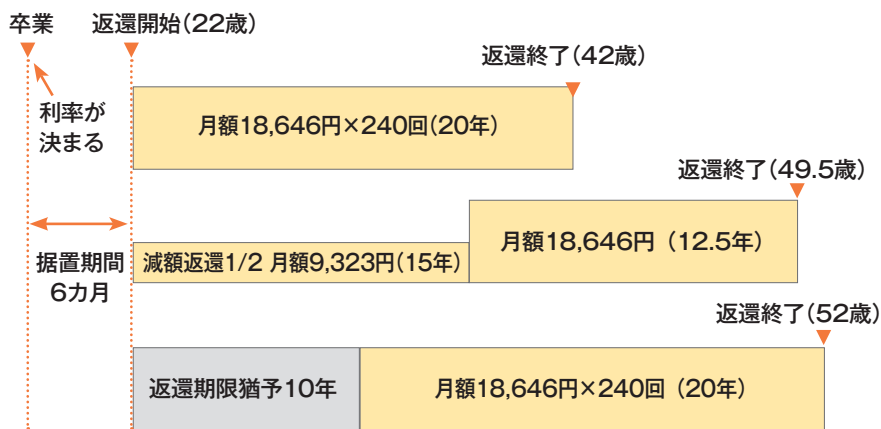 卒業
返還開始(22歳)
返還終了(42歳)
利率が
決まる
月額18,646円×240回(20年)
返還終了(49.5歳)
据置期間
6カ月
減額返還1/2 月額9,323円(15年)
月額18,646円 (12.5年)
返還終了(52歳)
返還期限猶予10年
月額18,646円×240回 (20年)